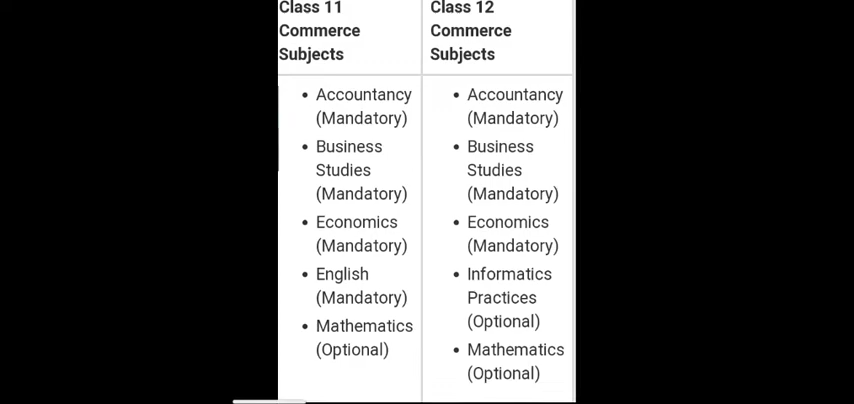 Class 11
Commerce
Subjects
Accountancy
(Mandatory)
Business
Studies
(Mandatory)
Economics
(Mandatory)
English
(Mandatory)
Mathematics
(Optional)
Class 12
Commerce
Subjects
Accountancy
(Mandatory)
Business
Studies
(Mandatory)
Economics
(Mandatory)
Informatics
Practices
(Optional)
Mathematics
(Optional)